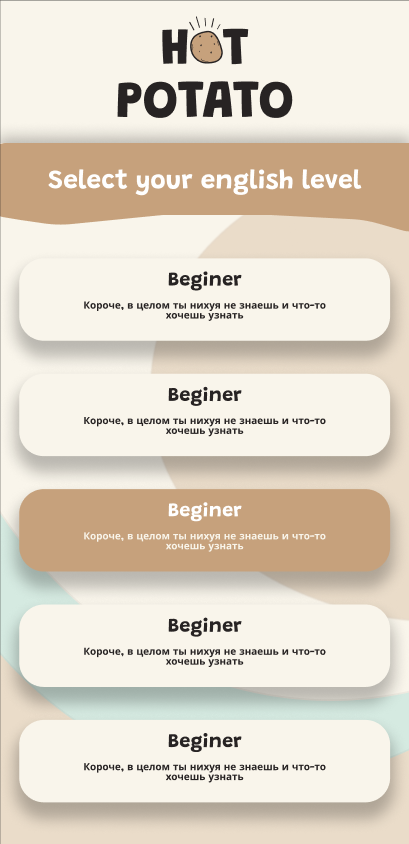 HOT
POTATO
Select your english level
Beginer
Короче, в целом ты нихуя не знаешь и что-то
хочешь узнать
Beginer
Короче, в целом ты нихуя не знаешь и что-то
хочешь узнать
Beginer
Короче, в целом ты нихуя не знаешь и что-то
хочешь узнать
Beginer
Короче, в целом ты нихуя не знаешь и что-то
хочешь узнать
Beginer
Короче, в целом ты нихуя не знаешь и что-то
хочешь узнать